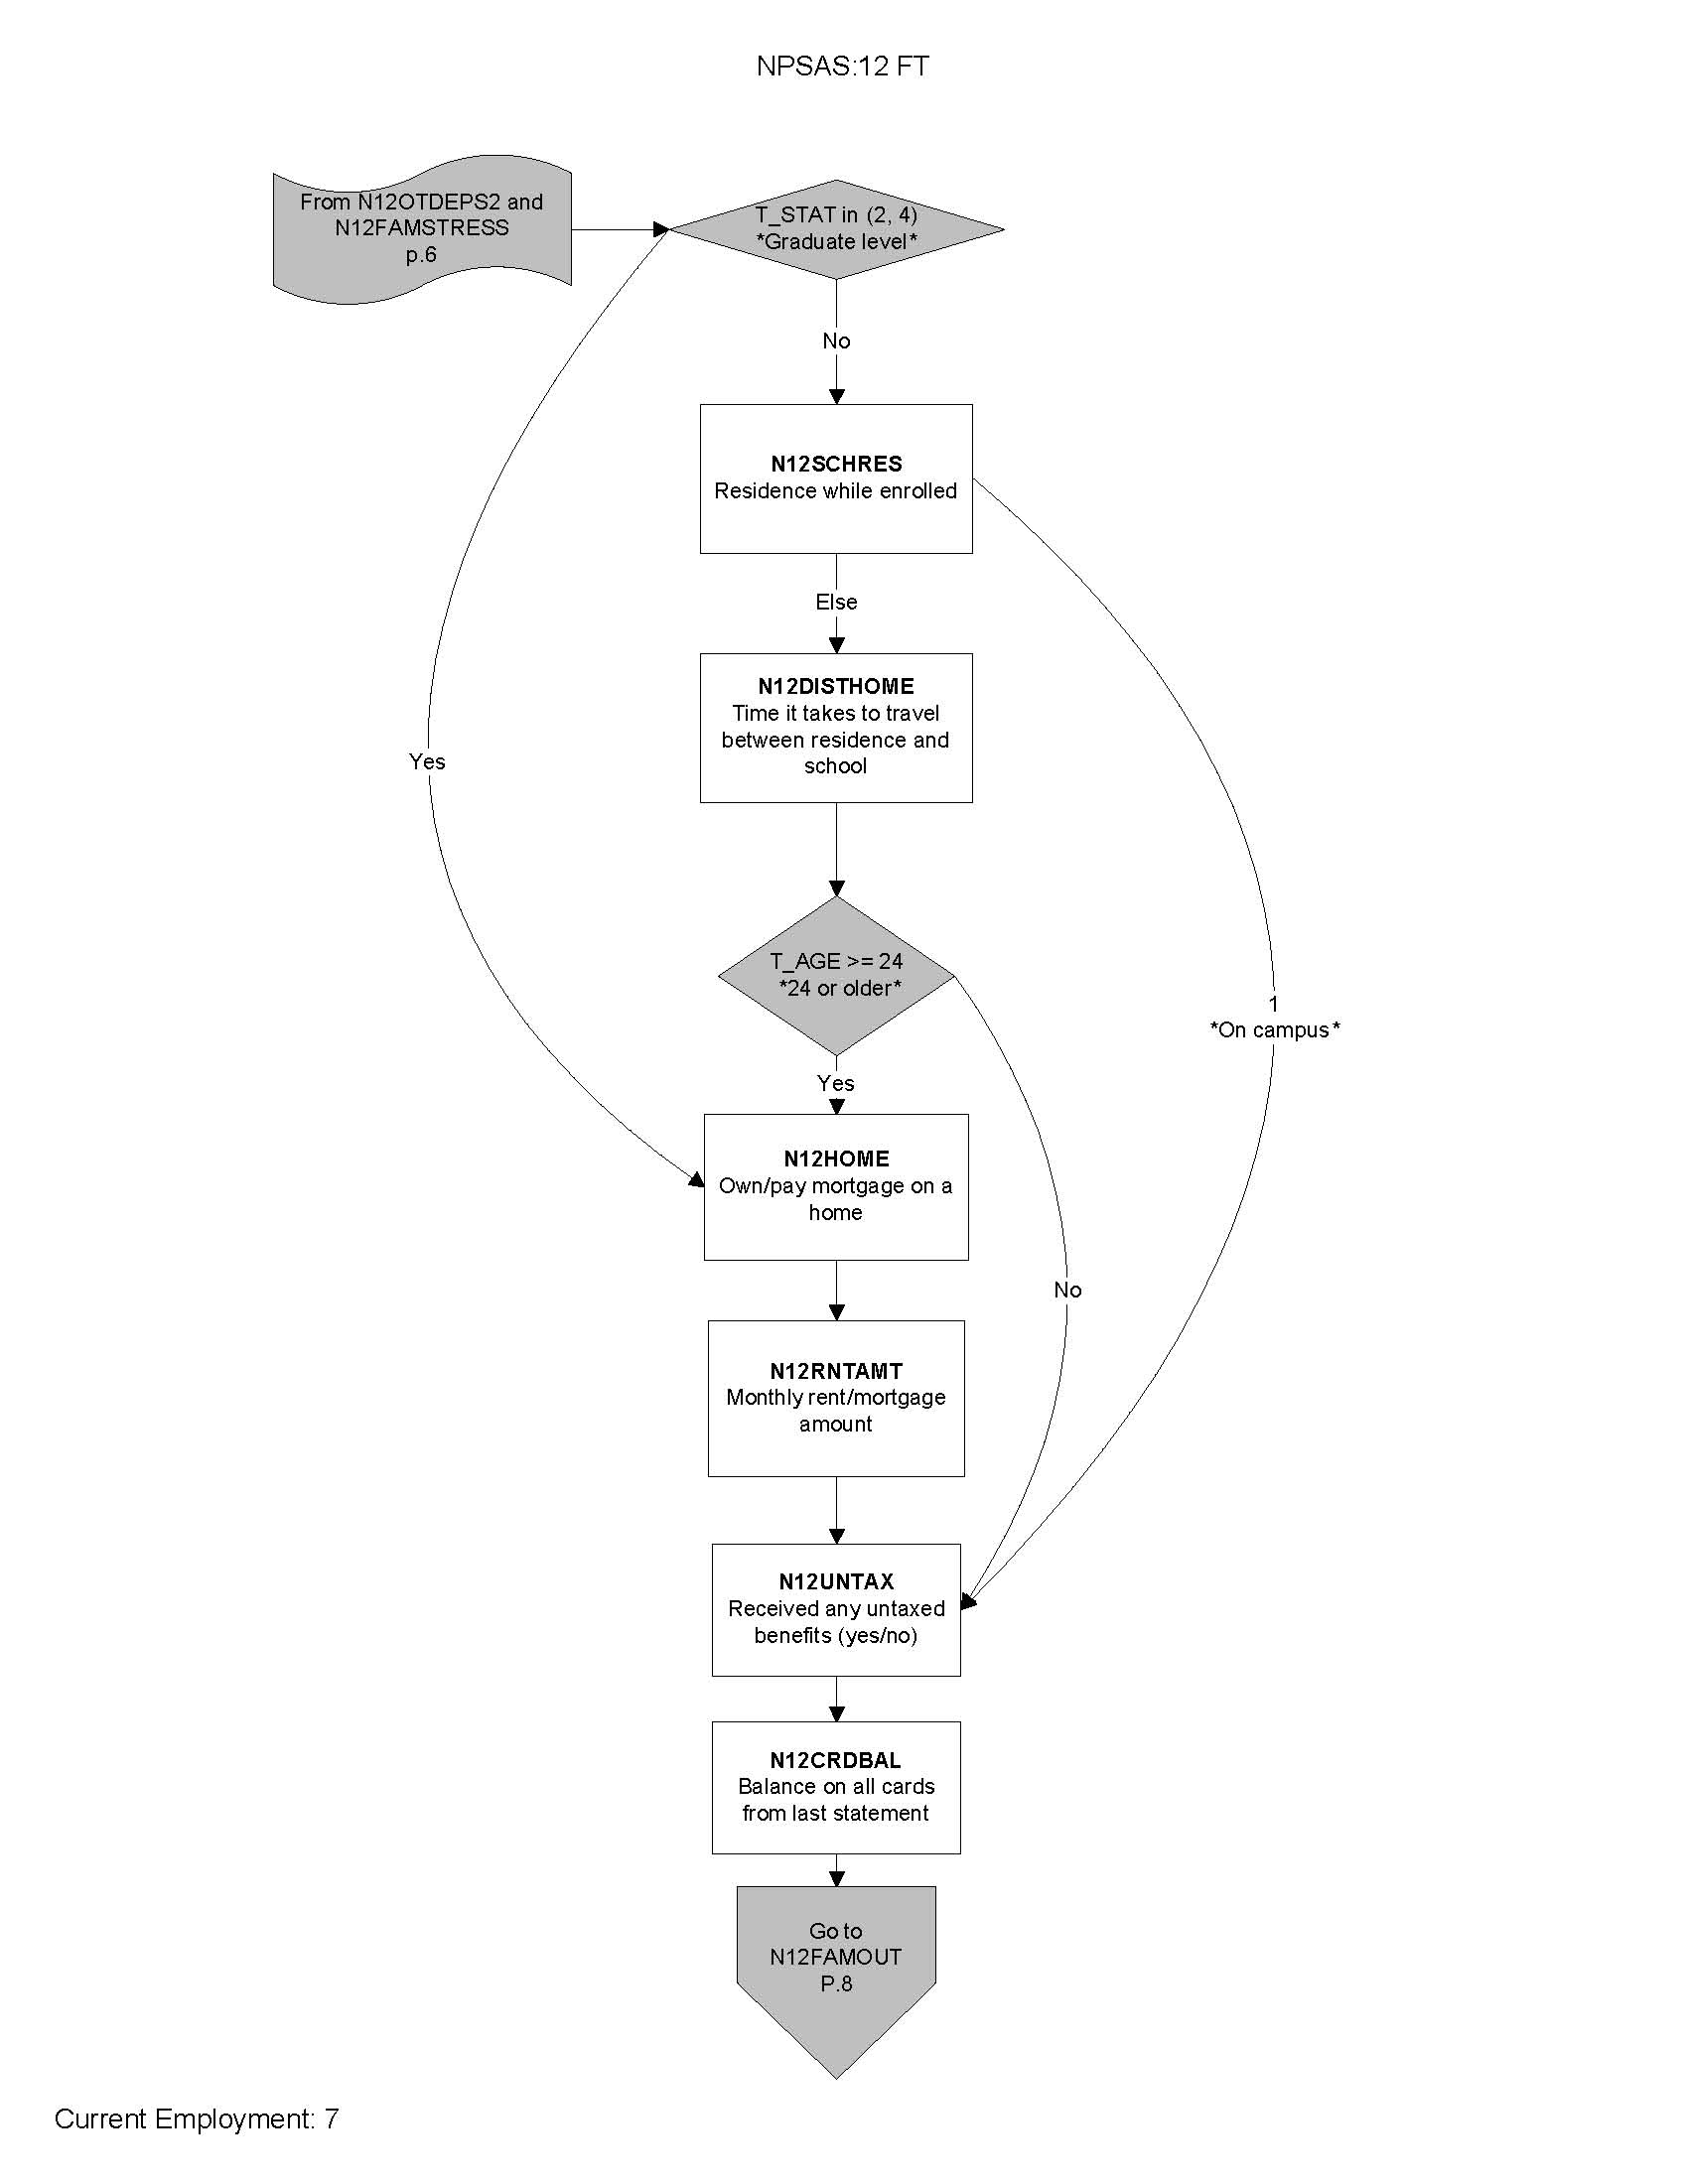 NPSAS:12 FT
From N12OTDEPS2 and
N12FAMSTRESS
p.6
T_STAT in (2, 4)
*Graduate level*
No
N12SCHRES
Residence while enrolled
Else
N12DISTHOME
Time it takes to travel
between residence and
school
Yes
T_AGE >= 24
*24 or older*
1
*On campus*
Yes
N12HOME
Own/pay mortgage on a
home
No
N12RNTAMT
Monthly rent/mortgage
amount
N12UNTAX
Received any untaxed
benefits (yes/no)
N12CRDBAL
Balance on all cards
from last statement
Go to
N12FAMOUT
P.8
Current Employment: 7